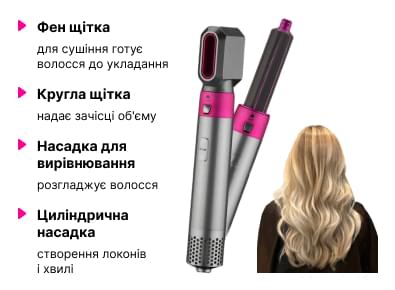 Фен щітка
для сушіння готує
волосся до укладання
Кругла щітка
надає зачісці об'єму
Насадка для
вирівнювання
розгладжує волосся
Циліндрична
насадка
створення локонів
і хвилі